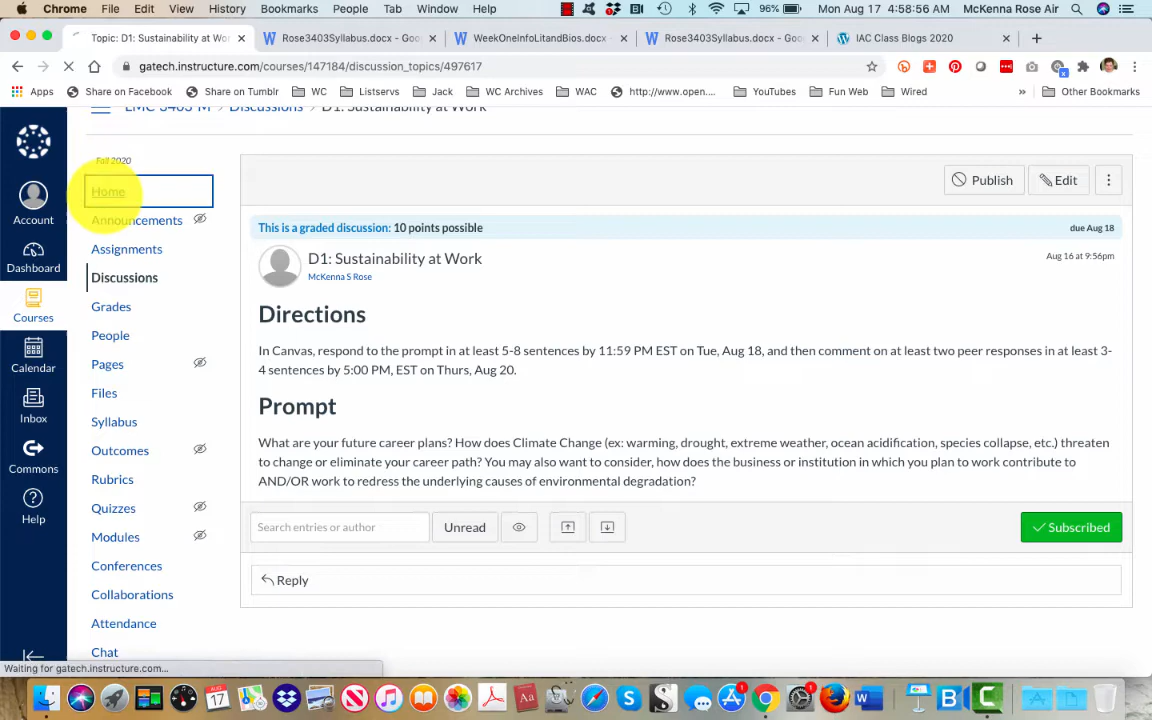 Chrome File Edit View History Bookmarks People Tab Window Help 96% Mon Aug 17 4:58:56 AM McKenna Rose Air
Topic: D1: Sustainability at Wo Rose3403Syllabus.docx - Goo WeekOneInfoLitandBios.docx - Rose3403Syllabus.docx - Goo IAC Class Blogs 2020
gatech.instructure.com/courses/147184/discussion_topics/497617
Apps Share on Facebook Share on Tumblr WC Listservs Jack WC Archives WAC http://www.open.... YouTubes Fun Web Wired » Other Bookmarks
LMC 3403 M Discussions D1: Sustainability at Work
Fall 2020
Home
Announcements
Assignments
Discussions
Grades
People
Pages
Files
Syllabus
Outcomes
Rubrics
Quizzes
Modules
Conferences
Collaborations
Attendance
Chat
Account
Dashboard
Courses
Calendar
Inbox
Commons
Help
Publish Edit
This is a graded discussion: 10 points possible due Aug 18
D1: Sustainability at Work Aug 16 at 9:56pm
McKenna S Rose
Directions
In Canvas, respond to the prompt in at least 5-8 sentences by 11:59 PM EST on Tue, Aug 18, and then comment on at least two peer responses in at least 3-
4 sentences by 5:00 PM, EST on Thurs, Aug 20.
Prompt
What are your future career plans? How does Climate Change (ex: warming, drought, extreme weather, ocean acidification, species collapse, etc.) threaten
to change or eliminate your career path? You may also want to consider, how does the business or institution in which you plan to work contribute to
AND/OR work to redress the underlying causes of environmental degradation?
Search entries or author Unread Subscribed
Reply
Waiting for gatech.instructure.com...